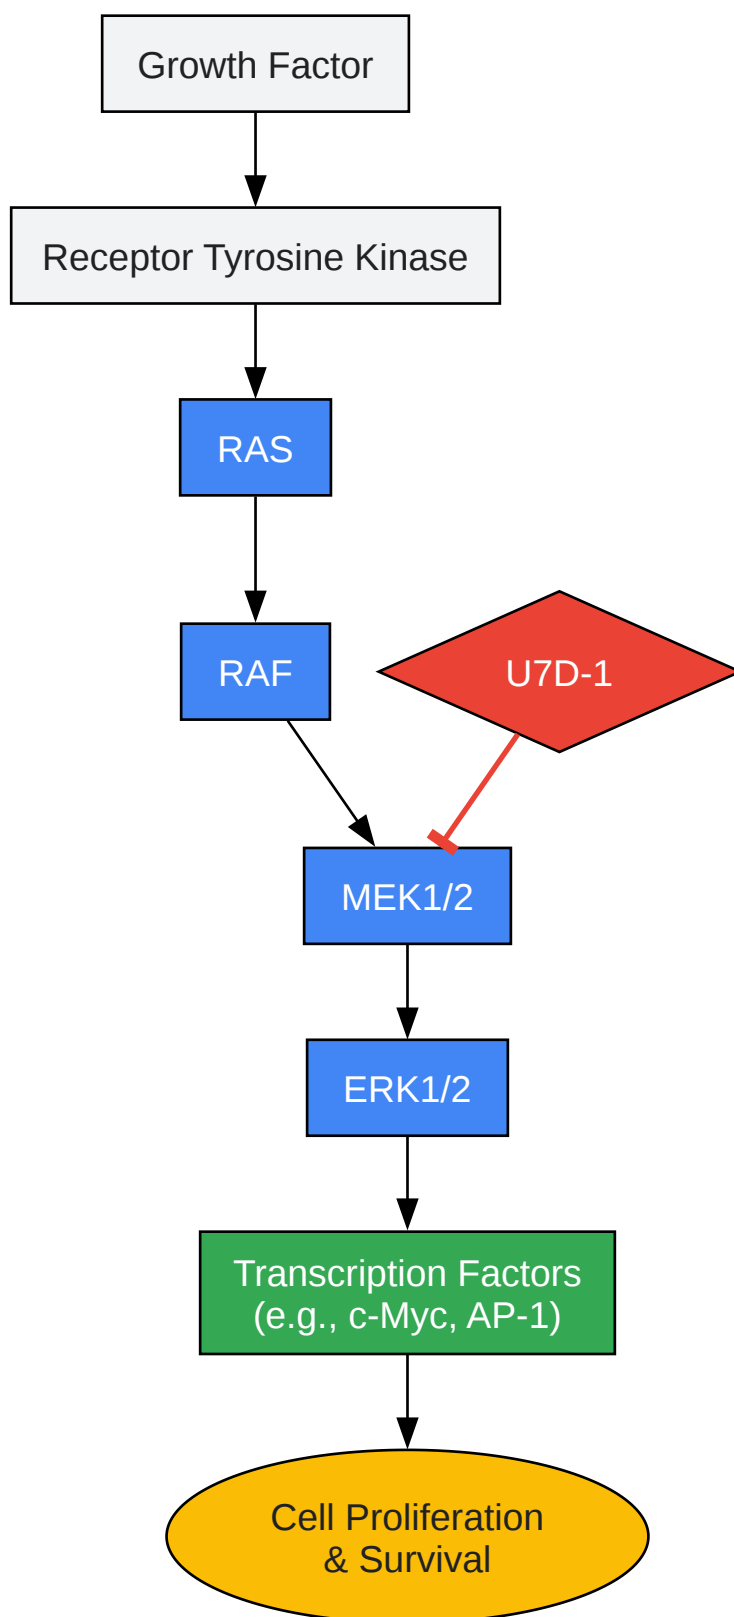 Growth Factor
Receptor Tyrosine Kinase
RAS
RAF
U7D-1
MEK1/2
ERK1/2
Transcription Factors
(e.g., c-Myc, AP-1)
Cell Proliferation
& Survival